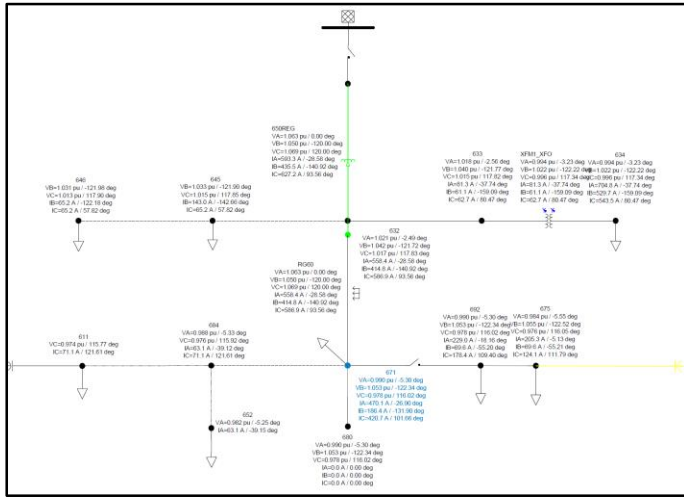 650REG
VA=1.063 pu / 0.00 deg
VB=1.050 pu / -120.00 deg
VC=1.069 pu / 120.00 deg
IA=593.3 A / -28.58 deg
IB=435.5 A / -140.92 deg
IC=627.2 A / 93.56 deg
646
VB=1.031 pu / -121.98 deg
VC=1.013 pu / 117.90 deg
IB=65.2 A / -122.18 deg
IC=65.2 A / 57.82 deg
645
VB=1.033 pu / -121.90 deg
VC=1.015 pu / 117.85 deg
IB=143.0 A / -142.66 deg
IC=65.2 A / 57.82 deg
633
VA=1.018 pu / -2.56 deg
VB=1.040 pu / -121.77 deg
VC=1.015 pu / 117.82 deg
IA=81.3 A / -37.74 deg
IB=61.1 A / -159.09 deg
IC=62.7 A / 80.47 deg
XFM1_XFO
VA=0.994 pu / -3.23 deg
VB=1.022 pu / -122.22 deg
VC=0.996 pu / 117.34 deg
IA=81.3 A / -37.74 deg
IB=61.1 A / -159.09 deg
IC=62.7 A / 80.47 deg
634
VA=0.994 pu / -3.23 deg
VB=1.022 pu / -122.22 deg
VC=0.996 pu / 117.34 deg
IA=704.8 A / -37.74 deg
IB=529.7 A / -159.09 deg
IC=543.5 A / 80.47 deg
632
VA=1.021 pu / -2.49 deg
VB=1.042 pu / -121.72 deg
VC=1.017 pu / 117.83 deg
IA=558.4 A / -28.58 deg
IB=414.8 A / -140.92 deg
IC=586.9 A / 93.56 deg
RG60
VA=1.063 pu / 0.00 deg
VB=1.050 pu / -120.00 deg
VC=1.069 pu / 120.00 deg
IA=558.4 A / -28.58 deg
IB=414.8 A / -140.92 deg
IC=586.9 A / 93.56 deg
611
VC=0.974 pu / 115.77 deg
IC=71.1 A / 121.61 deg
684
VA=0.988 pu / -5.33 deg
VC=0.976 pu / 115.92 deg
IA=63.1 A / -39.12 deg
IC=71.1 A / 121.61 deg
692
VA=0.990 pu / -5.30 deg
VB=1.053 pu / -122.34 deg
VC=0.978 pu / 116.02 deg
IA=229.0 A / -18.16 deg
IB=69.6 A / -55.20 deg
IC=178.4 A / 109.40 deg
675
VA=0.984 pu / -5.55 deg
VB=1.055 pu / -122.52 deg
VC=0.976 pu / 116.05 deg
IA=205.3 A / -5.13 deg
IB=69.6 A / -55.21 deg
IC=124.1 A / 111.79 deg
671
VB=1.053 pu / -122.34 deg
VC=0.978 pu / 116.02 deg
IA=470.1 A / -26.90 deg
IB=186.4 A / -131.98 deg
IC=420.7 A / 101.66 deg
652
VA=0.982 pu / -5.25 deg
IA=63.1 A / -39.15 deg
680
VA=0.990 pu / -5.30 deg
VB=1.053 pu / -122.34 deg
VC=0.978 pu / 116.02 deg
IA=0.0 A / 0.00 deg
IB=0.0 A / 0.00 deg
IC=0.0 A / 0.00 deg